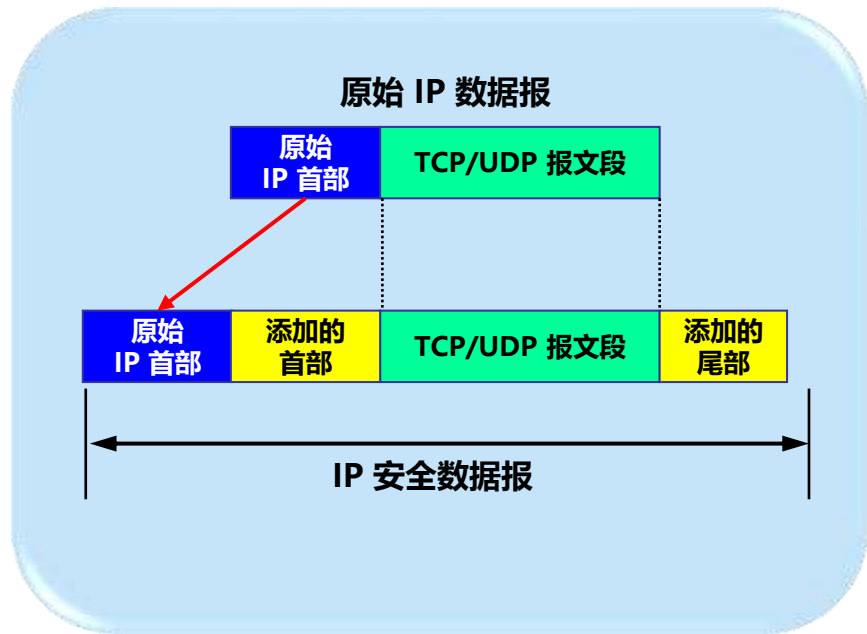 原始 IP 数据报
原始
IP 首部
TCP/UDP 报文段
原始
IP 首部
添加的
首部
TCP/UDP 报文段
添加的
尾部
IP 安全数据报